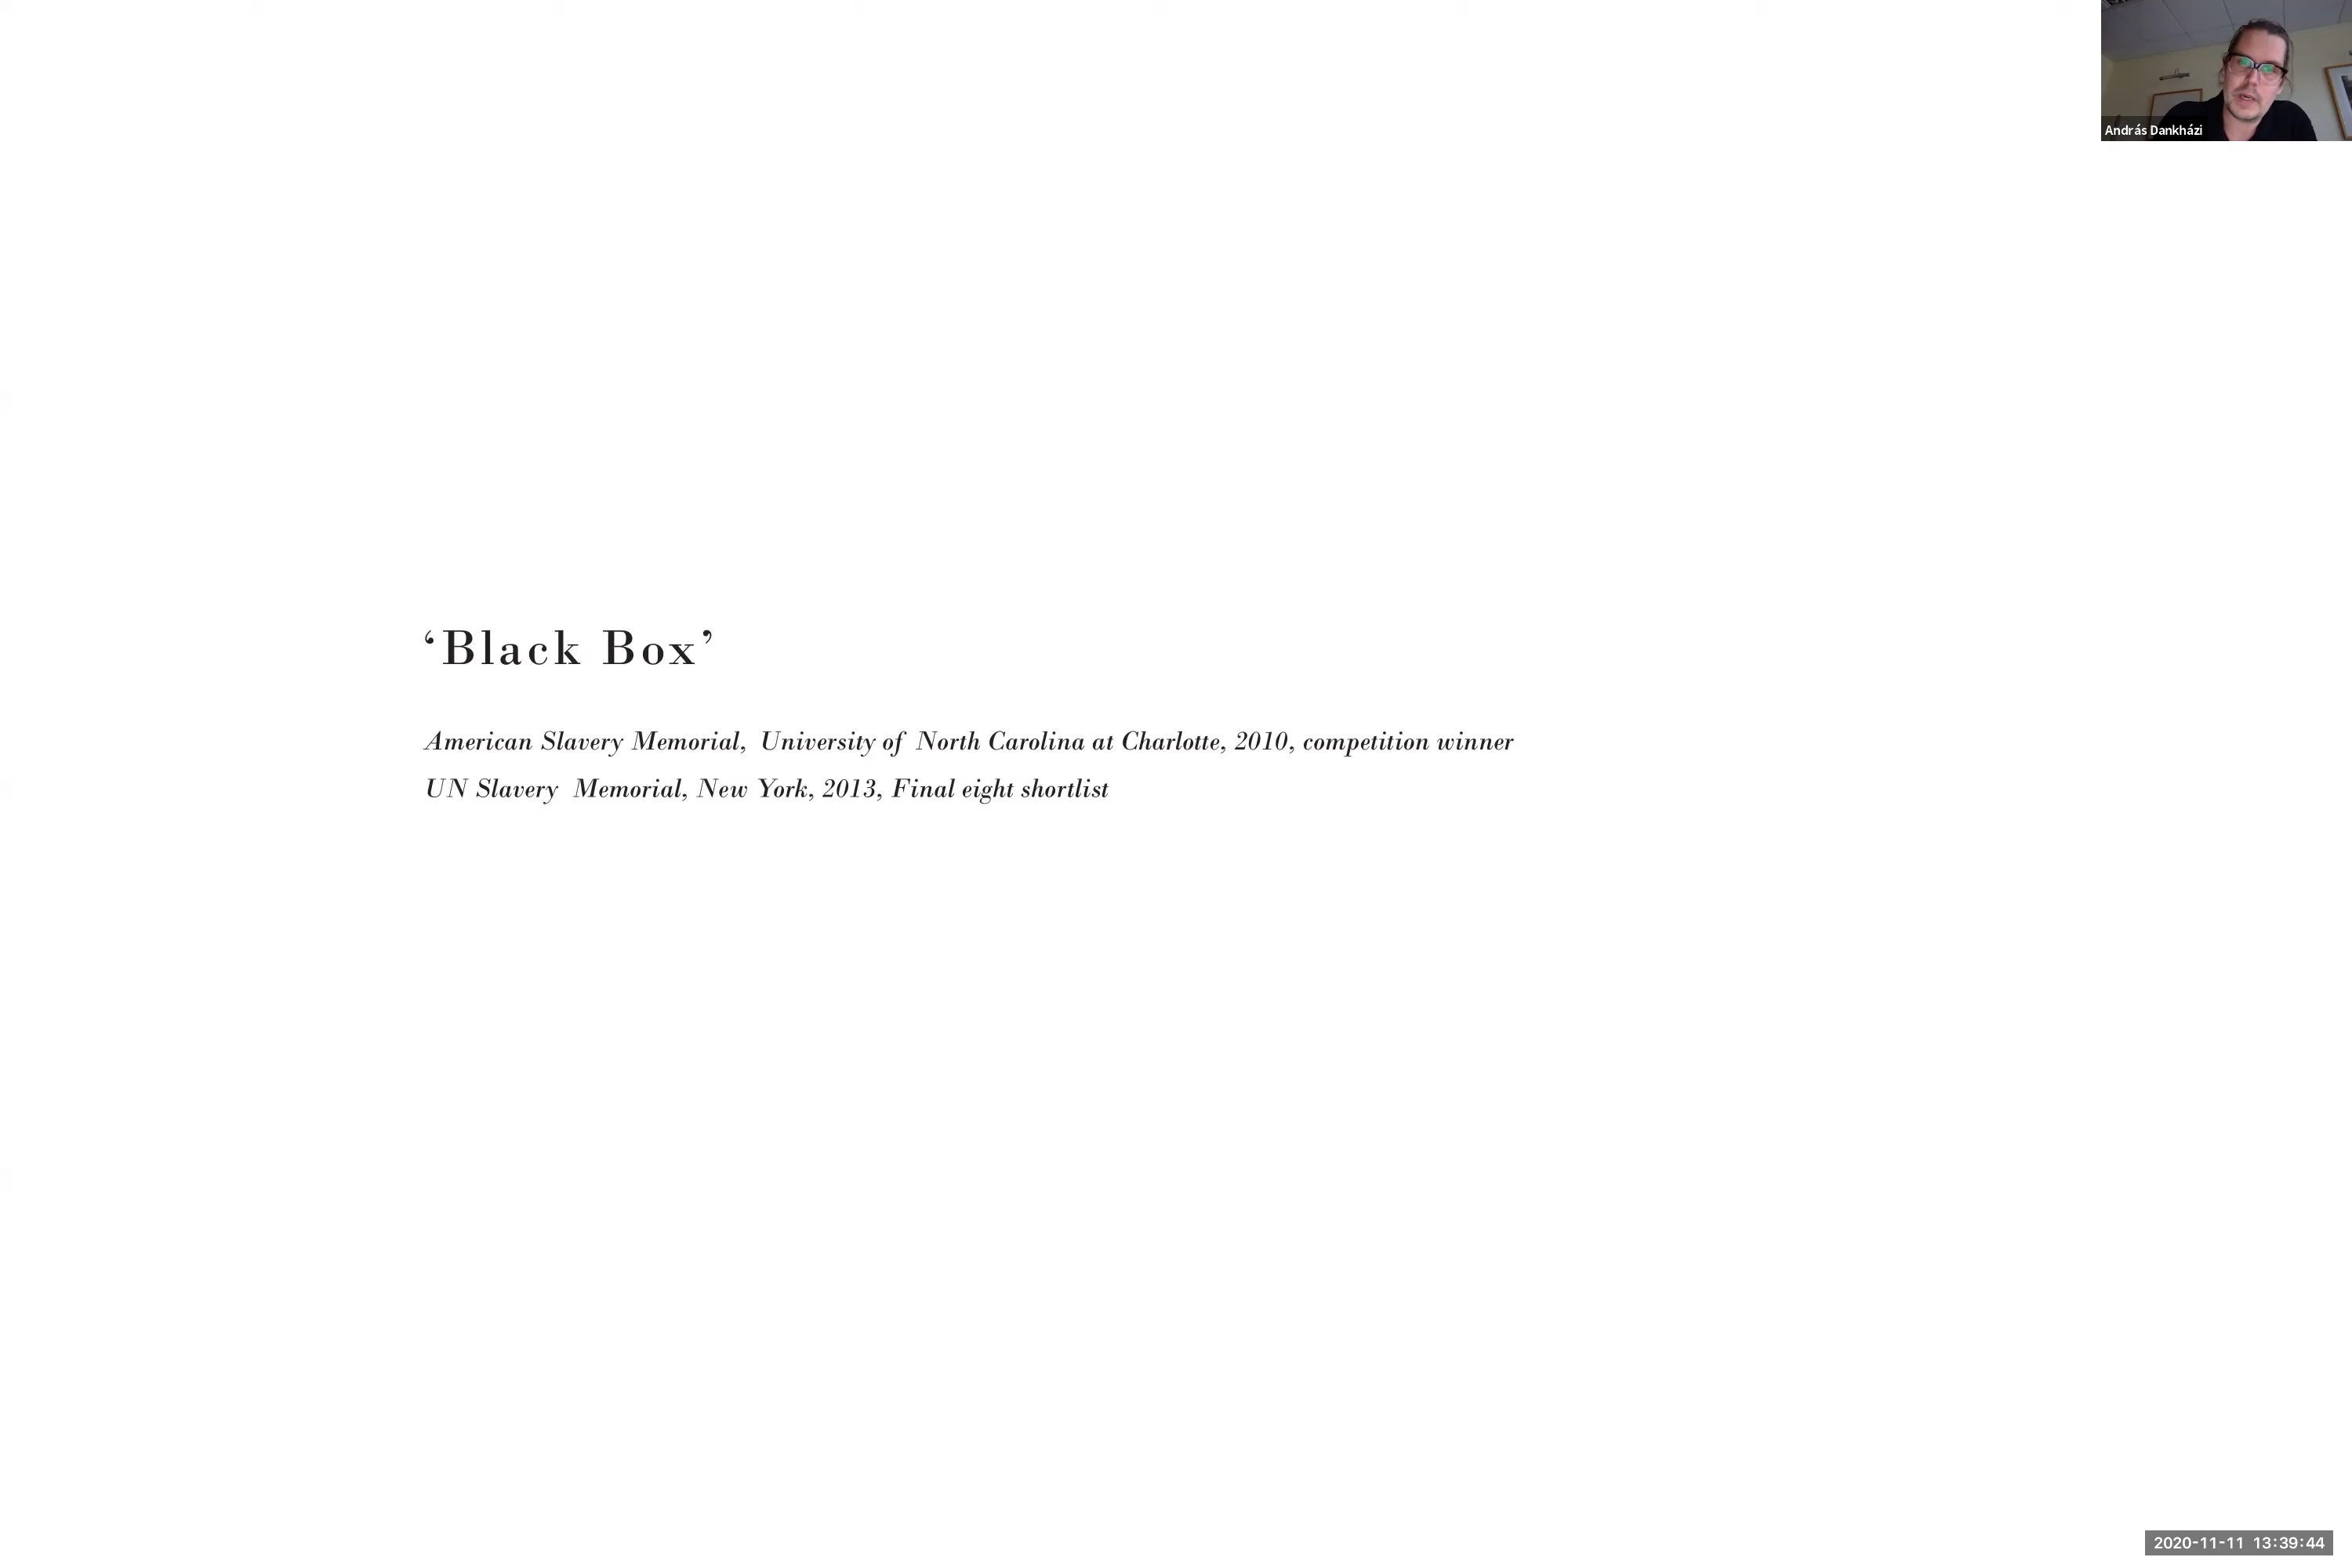 András Dankházi
‘Black Box’
American Slavery Memorial, University of North Carolina at Charlotte, 2010, competition winner
UN Slavery Memorial, New York, 2013, Final eight shortlist
2020-11-11 13:39:44